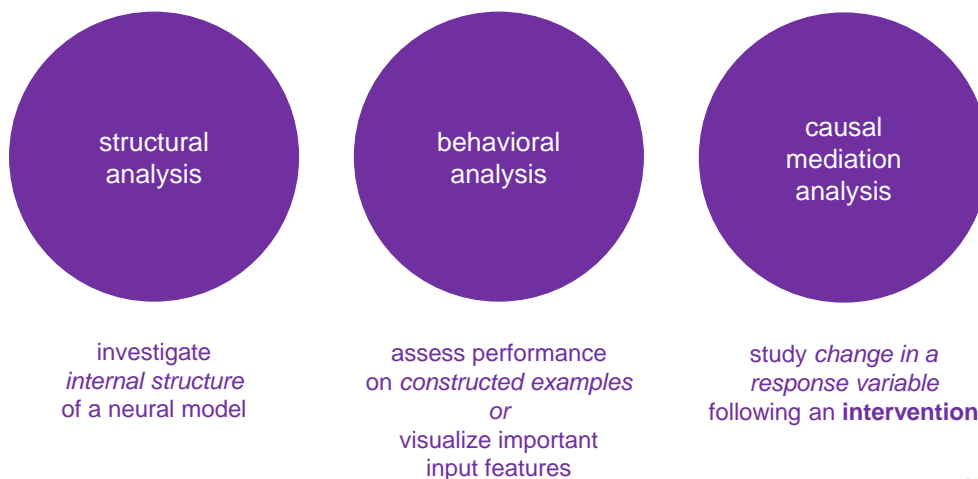 structural
analysis
behavioral
analysis
causal
mediation
analysis
investigate
internal structure
of a neural model
assess performance
on constructed examples
or
visualize important
input features
study change in a
response variable
following an intervention